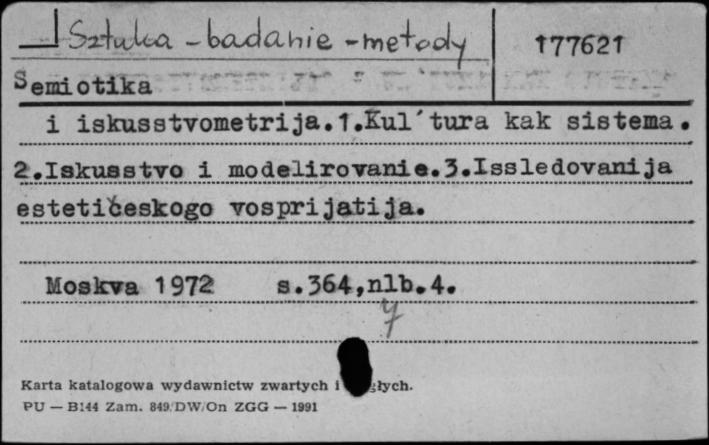 Sztuka - badanie - metody
177621
Semiotika
i iskusstvometrija.1.Kul´tura kak sistema.
2.Iskusstvo i modelirovanie.3.Issledovanija
estetičeskogo vosprijatija.
Moskva 1972 s.364,nlb.4.
7
Karta katalogowa wydawnictw zwartych i
PU — B144 Zam. 849/DW/On ZGG — 1991